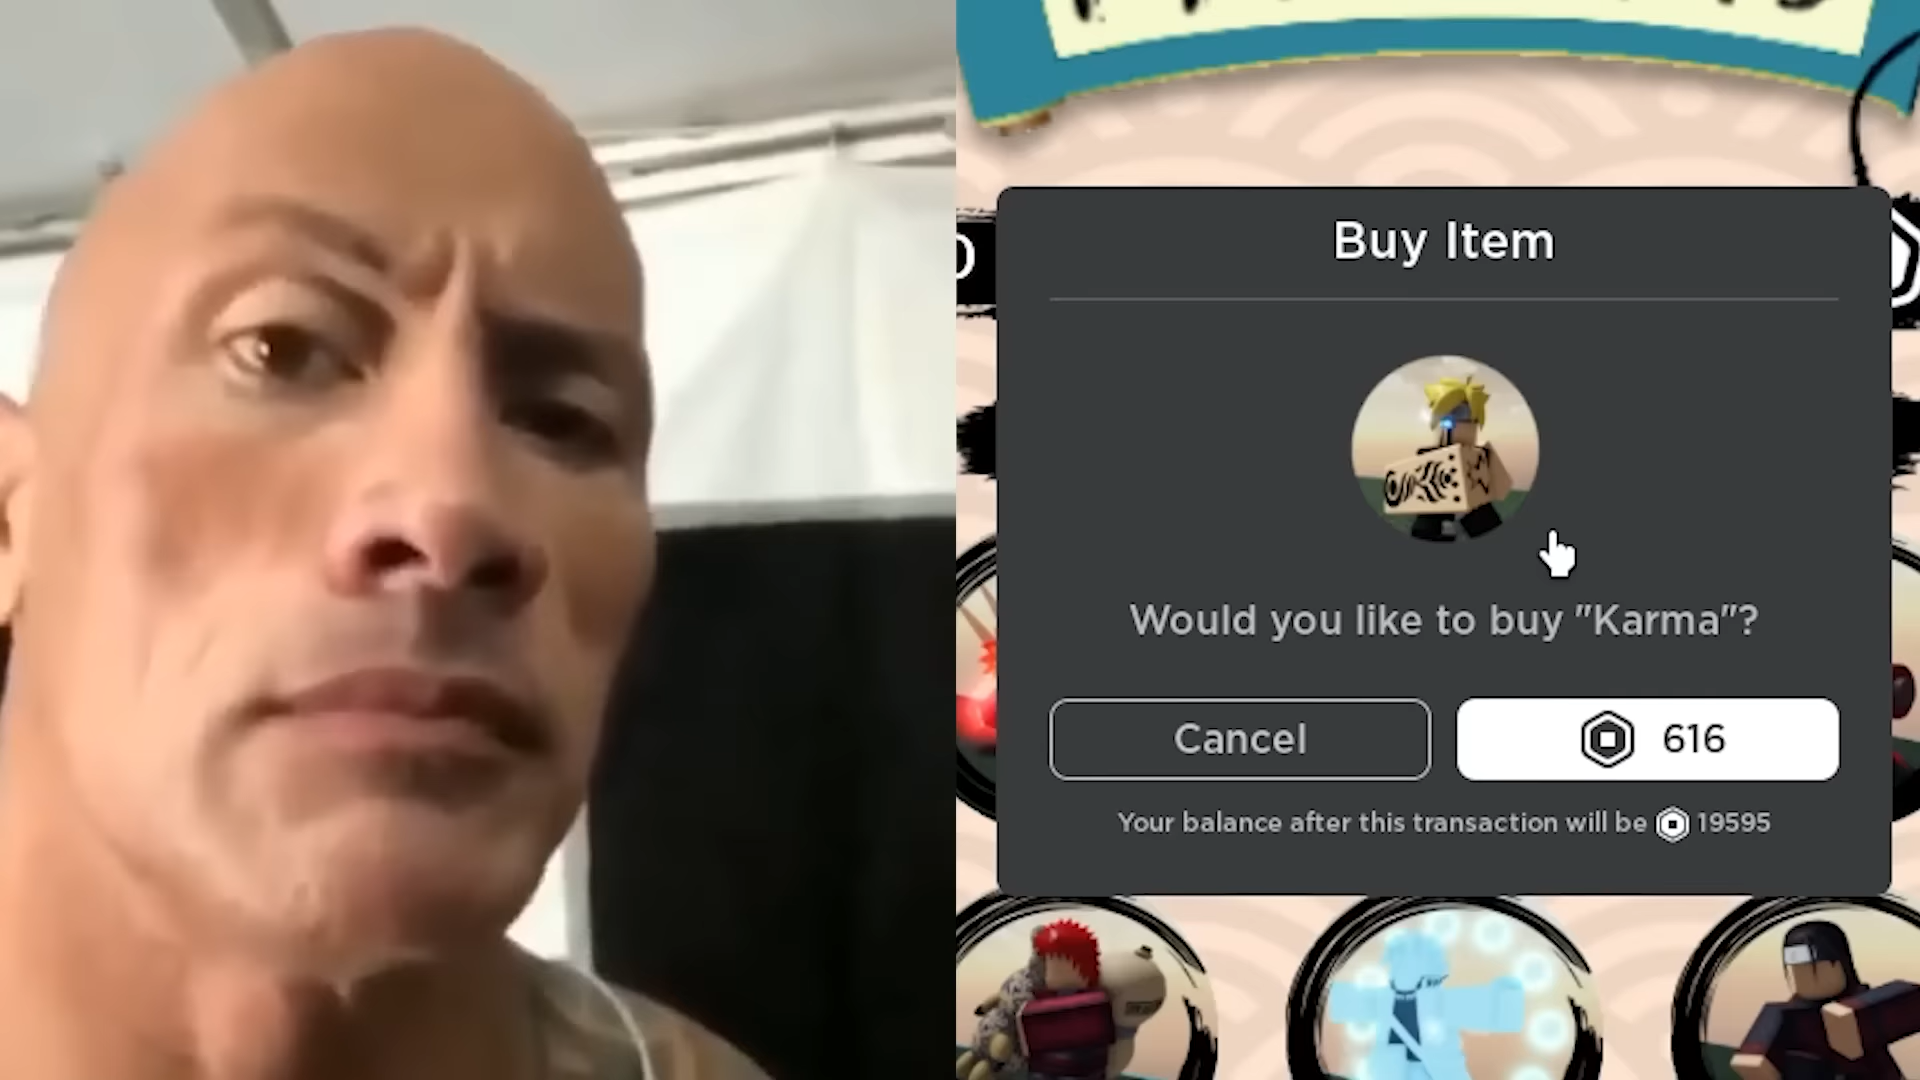 Buy Item
Would you like to buy "Karma"?
Cancel
616
Your balance after this transaction will be 19595